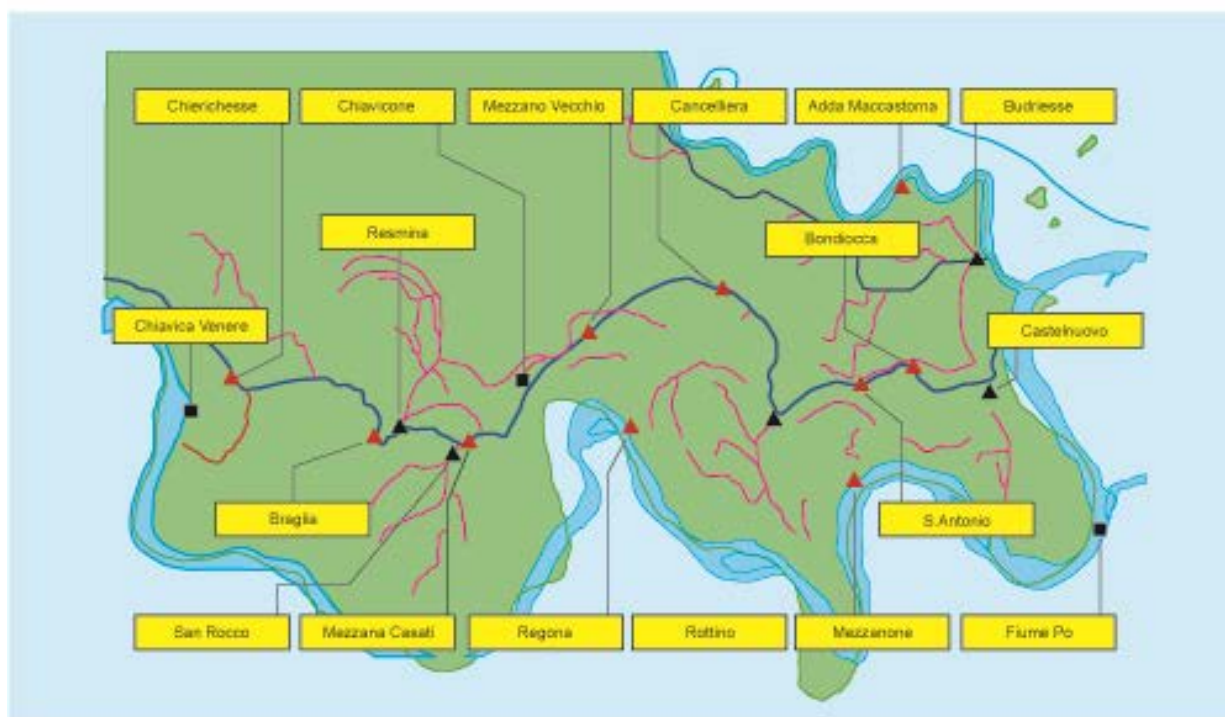 Chierichesse
Chiavicone
Mezzano Vecchio
Cancelliera
Adda Maccastorna
Budriesse
Resmina
Bondiocca
Chiavica Venere
Castelnuovo
Braglia
S.Antonio
San Rocco
Mezzana Casati
Regona
Rottino
Mezzanone
Fiume Po